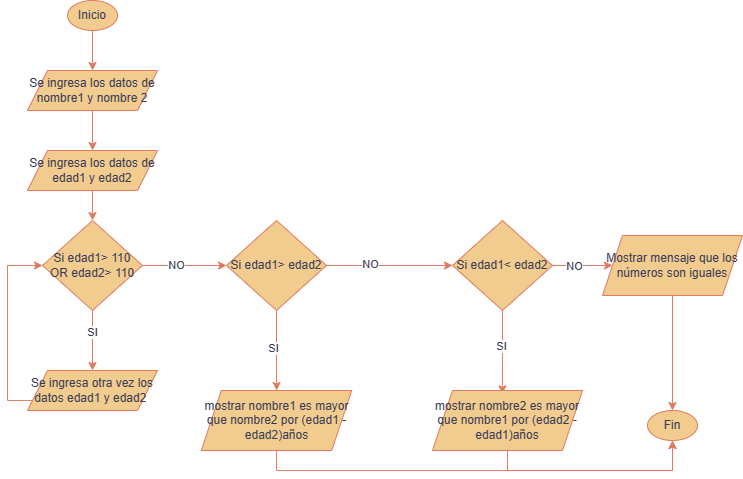 Inicio
Se ingresa los datos de
nombre1 y nombre 2
Se ingresa los datos de
edad1 y edad2
Si edad1> 110
OR edad2> 110
NO
Si edad1> edad2
NO
Si edad1< edad2
NO
Mostrar mensaje que los
números son iguales
SI
SI
SI
Se ingresa otra vez los
datos edad1 y edad2
mostrar nombre1 es mayor
que nombre2 por (edad1 -
edad2)años
mostrar nombre2 es mayor
que nombre1 por (edad2 -
edad1)años
Fin